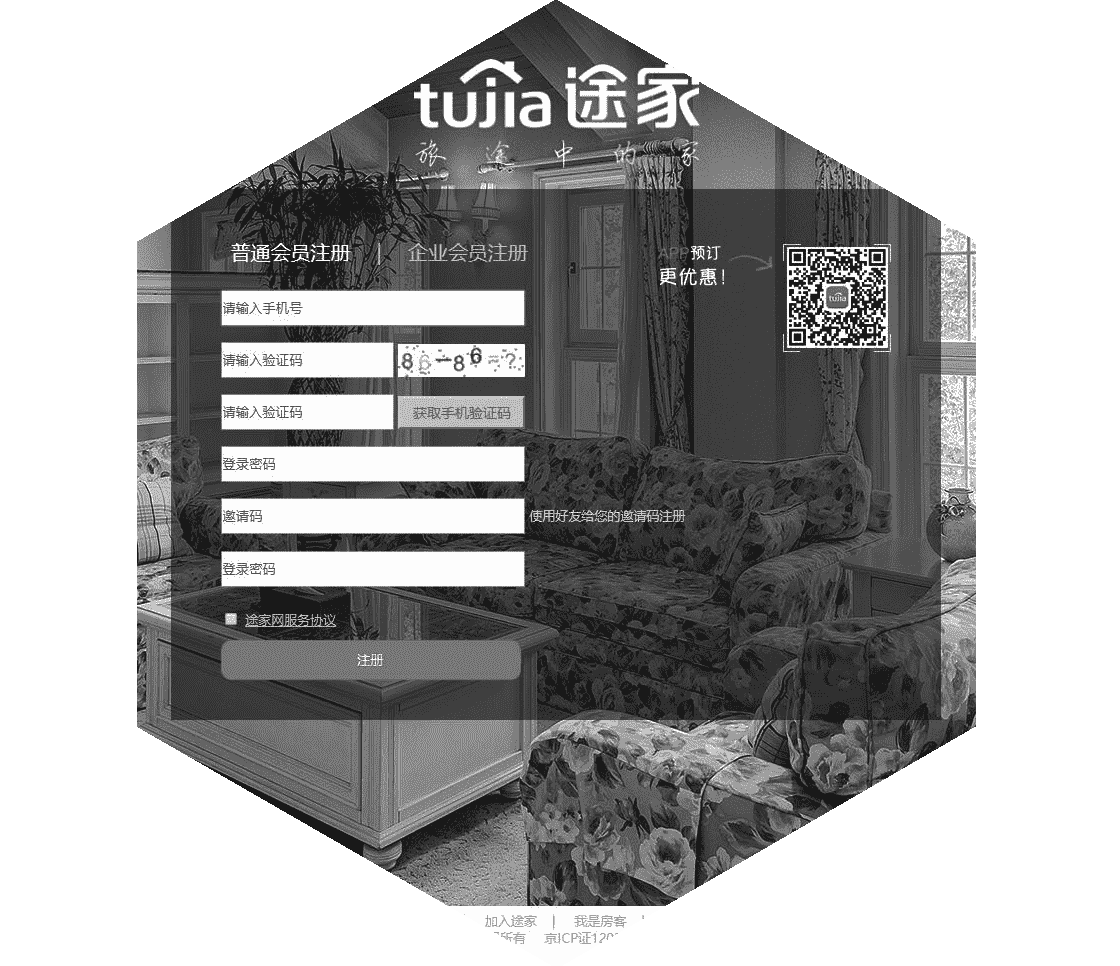 tujia 途家
旅途中的家
普通会员注册 | 企业会员注册
APP预订
更优惠!
tujia
请输入手机号
请输入验证码
86-86=?
请输入验证码 获取手机验证码
登录密码
邀请码 使用好友给您的邀请码注册
登录密码
途家网服务协议
注册
加入途家 | 我是房客
所有 京ICP证120